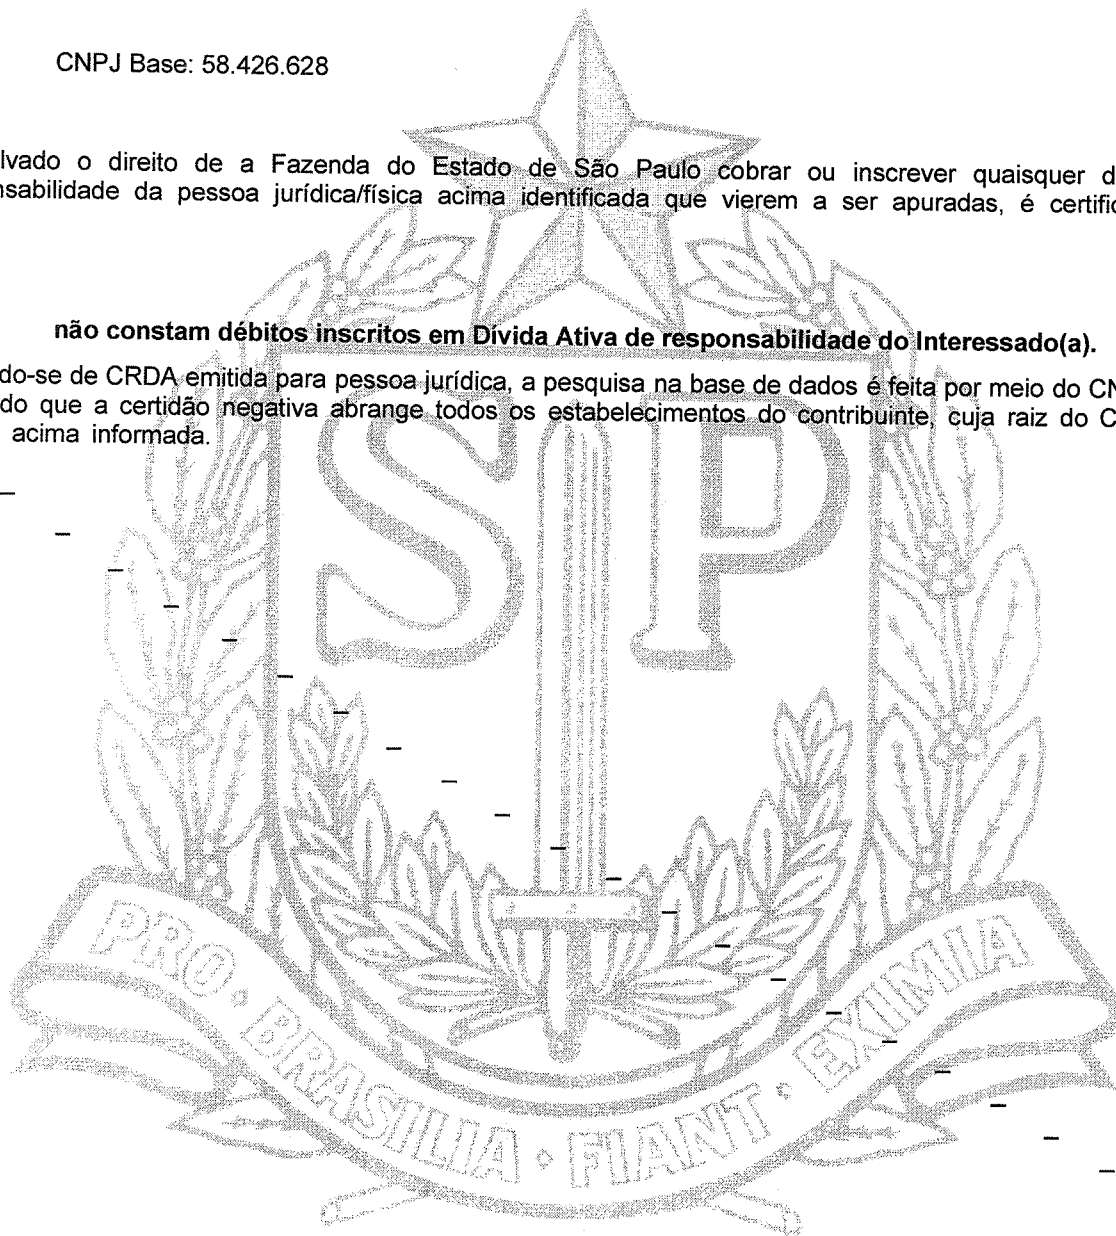 CNPJ Base: 58.426.628
lvado o direito de a Fazenda do Estado de São Paulo cobrar ou inscrever quaisquer d
nsabilidade da pessoa jurídica/física acima identificada que vierem a ser apuradas, é certific
não constam débitos inscritos em Dívida Ativa de responsabilidade do Interessado(a).
do-se de CRDA emitida para pessoa jurídica, a pesquisa na base de dados é feita por meio do CN
do que a certidão negativa abrange todos os estabelecimentos do contribuinte, cuja raiz do C
acima informada.
SP
PRO · BRASILIA · FIANT · EXIMIA